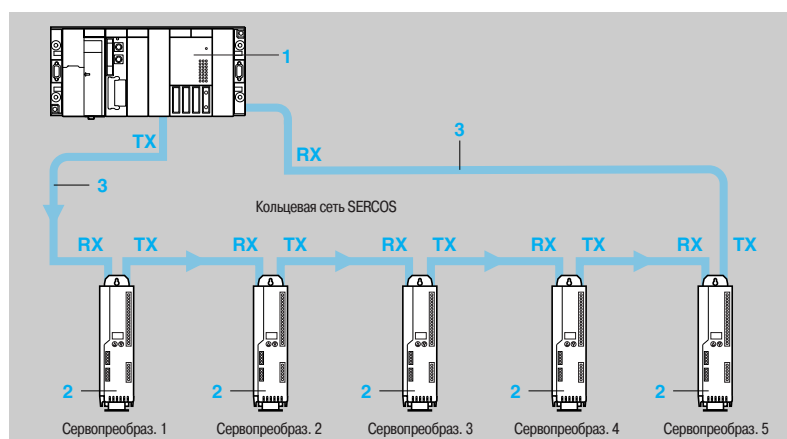 1
TX
RX
3
3
Кольцевая сеть SERCOS
RX TX RX TX RX TX RX TX RX TX
2 2 2 2 2
Сервопреобраз. 1 Сервопреобраз. 2 Сервопреобраз. 3 Сервопреобраз. 4 Сервопреобраз. 5